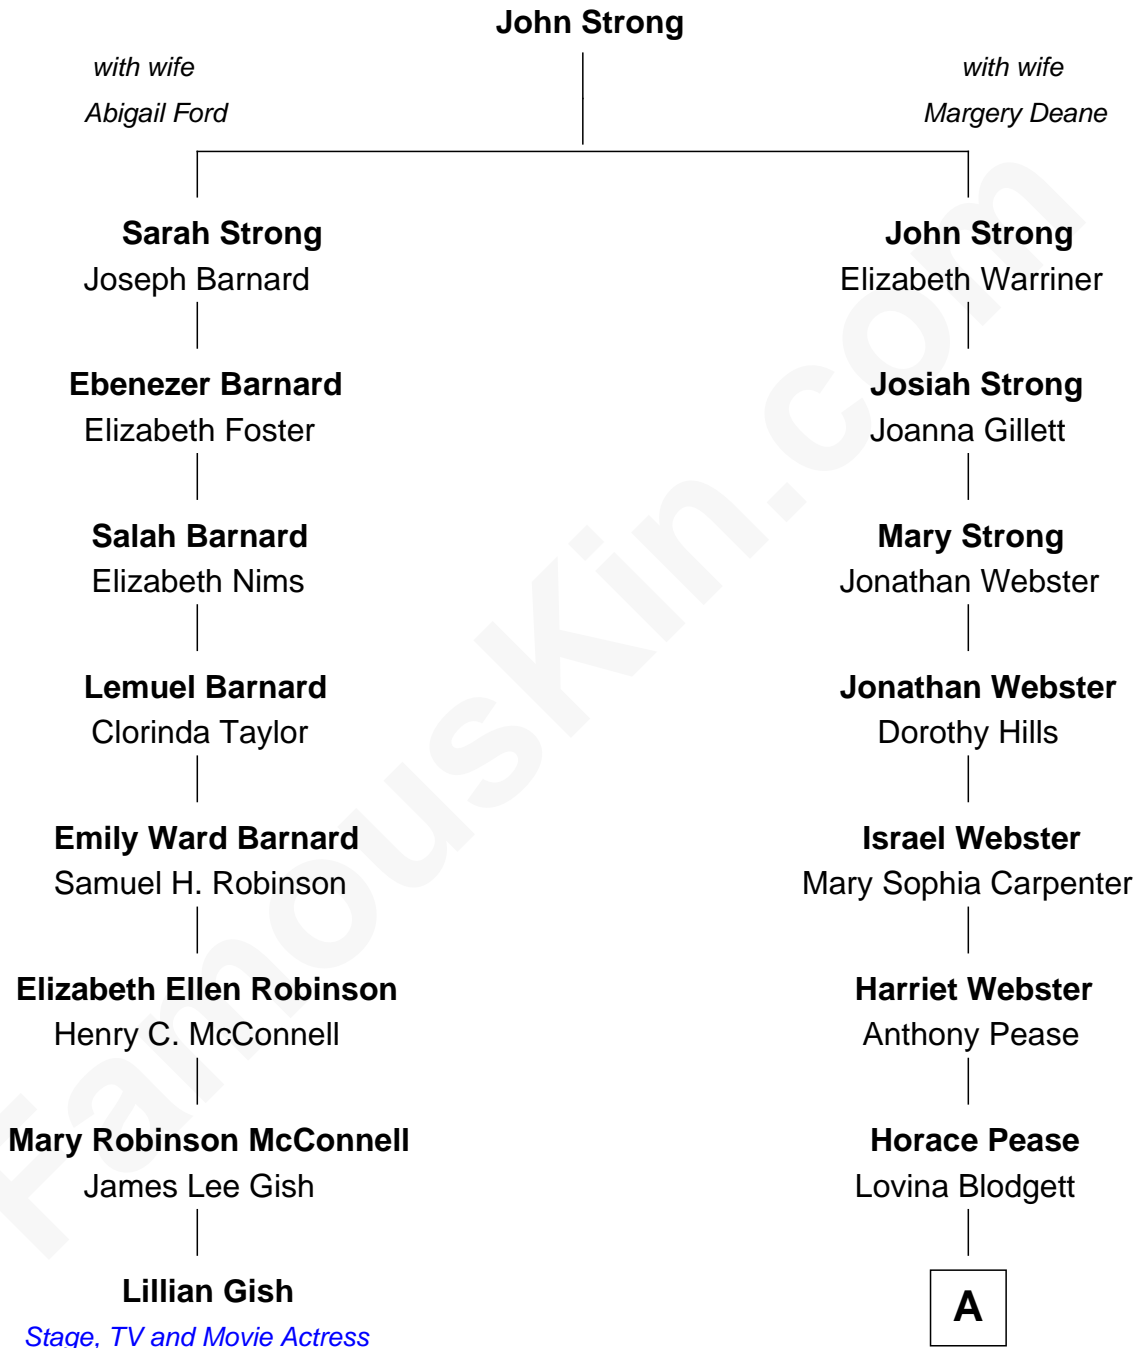 John Strong
with wife
Abigail Ford
with wife
Margery Deane
Sarah Strong
Joseph Barnard
John Strong
Elizabeth Warriner
Ebenezer Barnard
Elizabeth Foster
Josiah Strong
Joanna Gillett
Salah Barnard
Elizabeth Nims
Mary Strong
Jonathan Webster
Lemuel Barnard
Clorinda Taylor
Jonathan Webster
Dorothy Hills
Emily Ward Barnard
Samuel H. Robinson
Israel Webster
Mary Sophia Carpenter
Elizabeth Ellen Robinson
Henry C. McConnell
Harriet Webster
Anthony Pease
Mary Robinson McConnell
James Lee Gish
Horace Pease
Lovina Blodgett
Lillian Gish
Stage, TV and Movie Actress
A
FamousKin.com